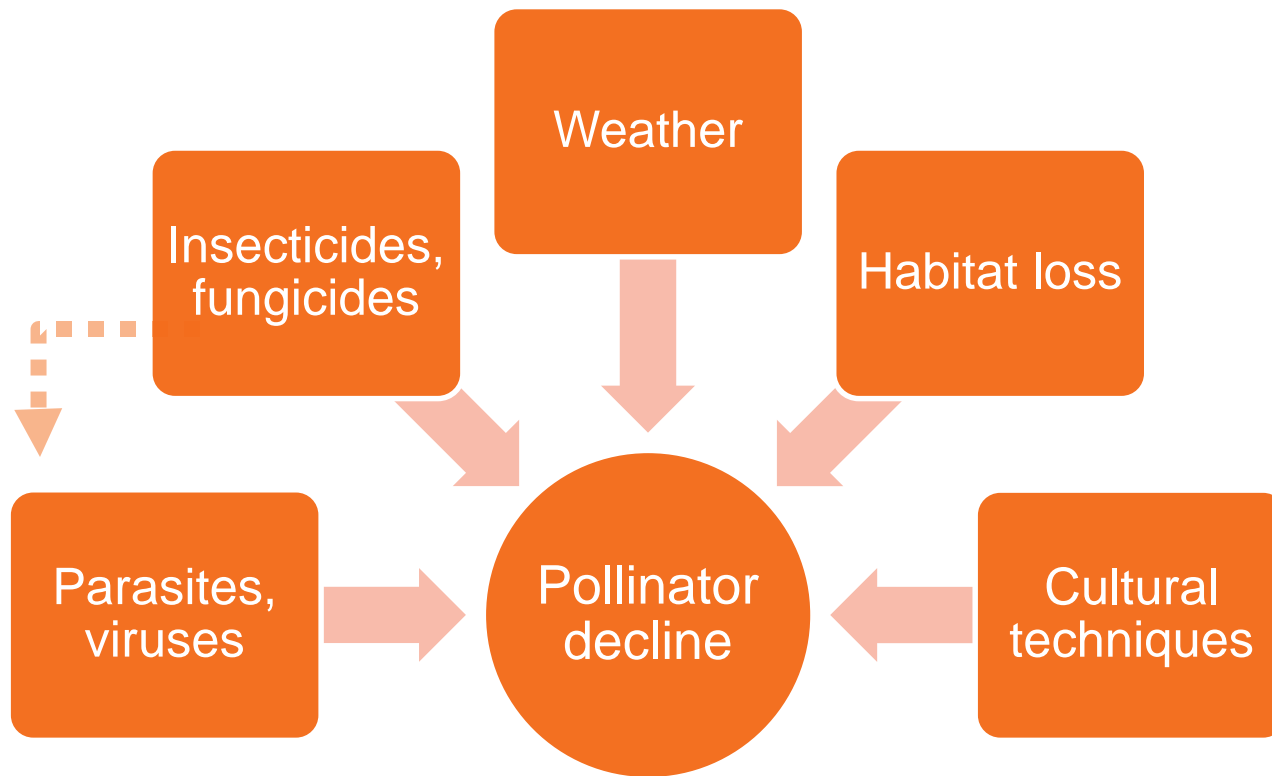 Weather
Insecticides,
fungicides
Habitat loss
Parasites,
viruses
Pollinator
decline
Cultural
techniques